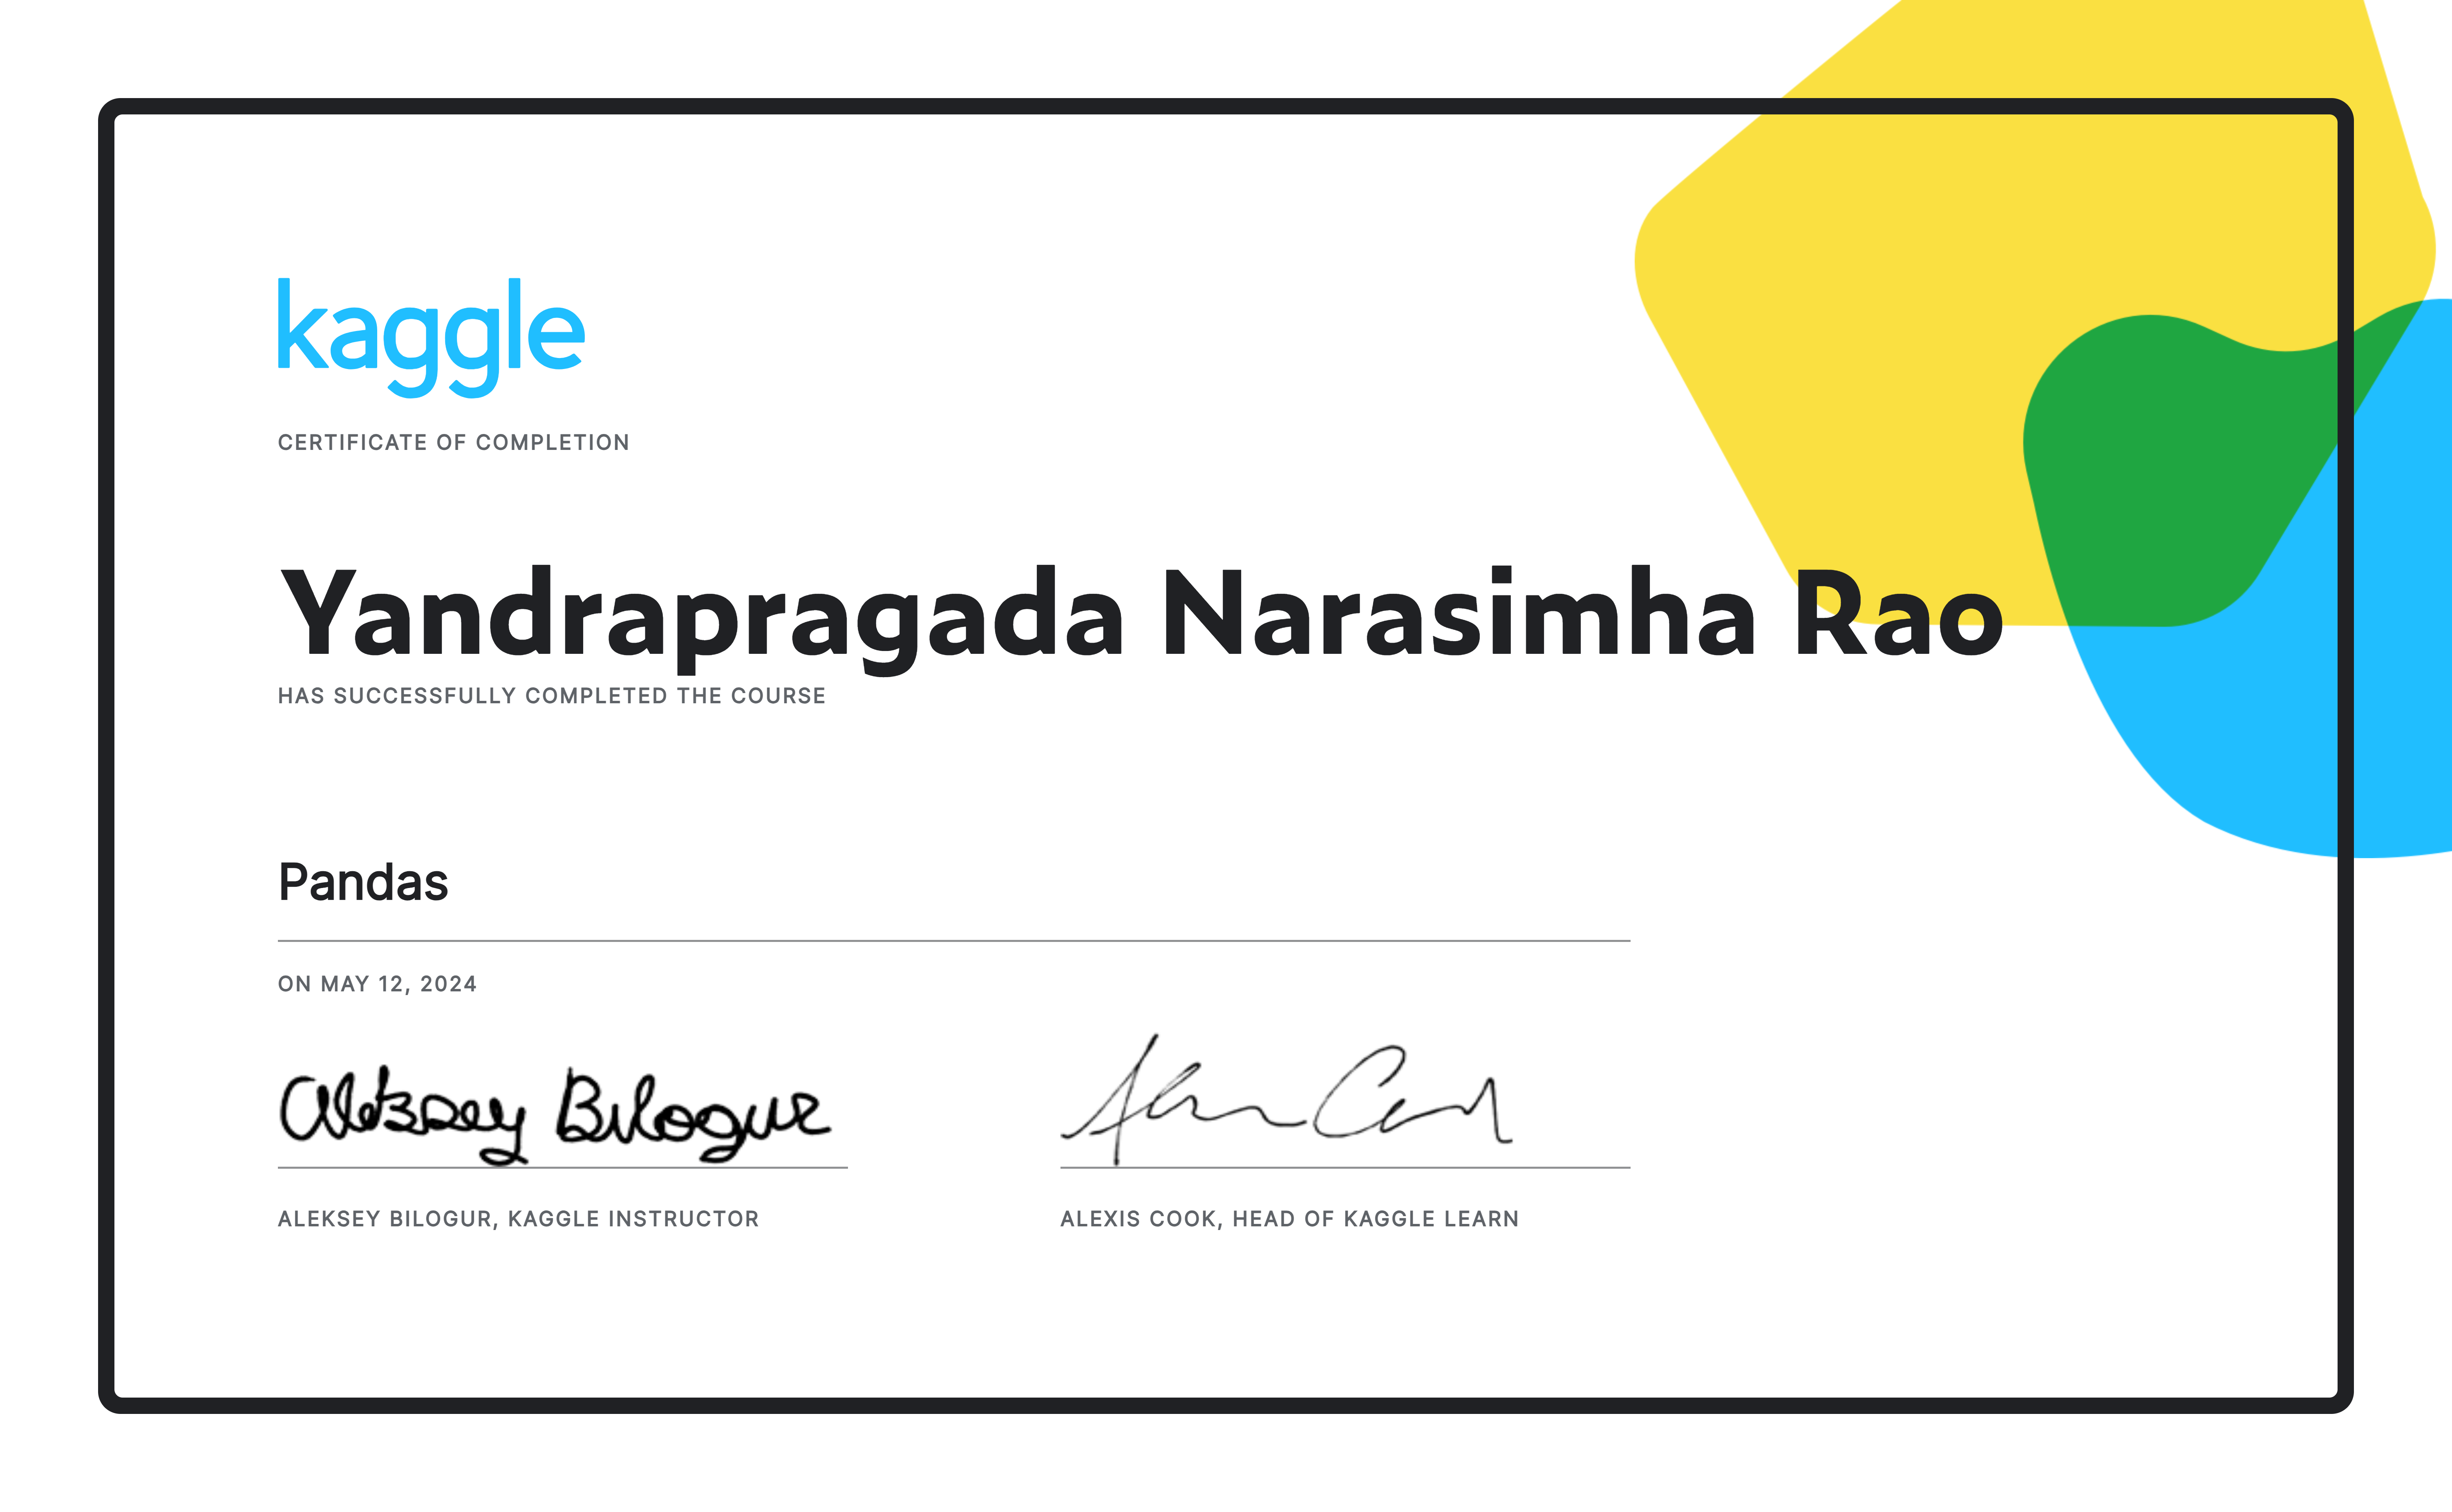 kaggle
CERTIFICATE OF COMPLETION
Yandrapragada Narasimha Rao
HAS SUCCESSFULLY COMPLETED THE COURSE
Pandas
ON MAY 12, 2024
Aleksey Bilogur
ALEKSEY BILOGUR, KAGGLE INSTRUCTOR
ALEXIS COOK, HEAD OF KAGGLE LEARN